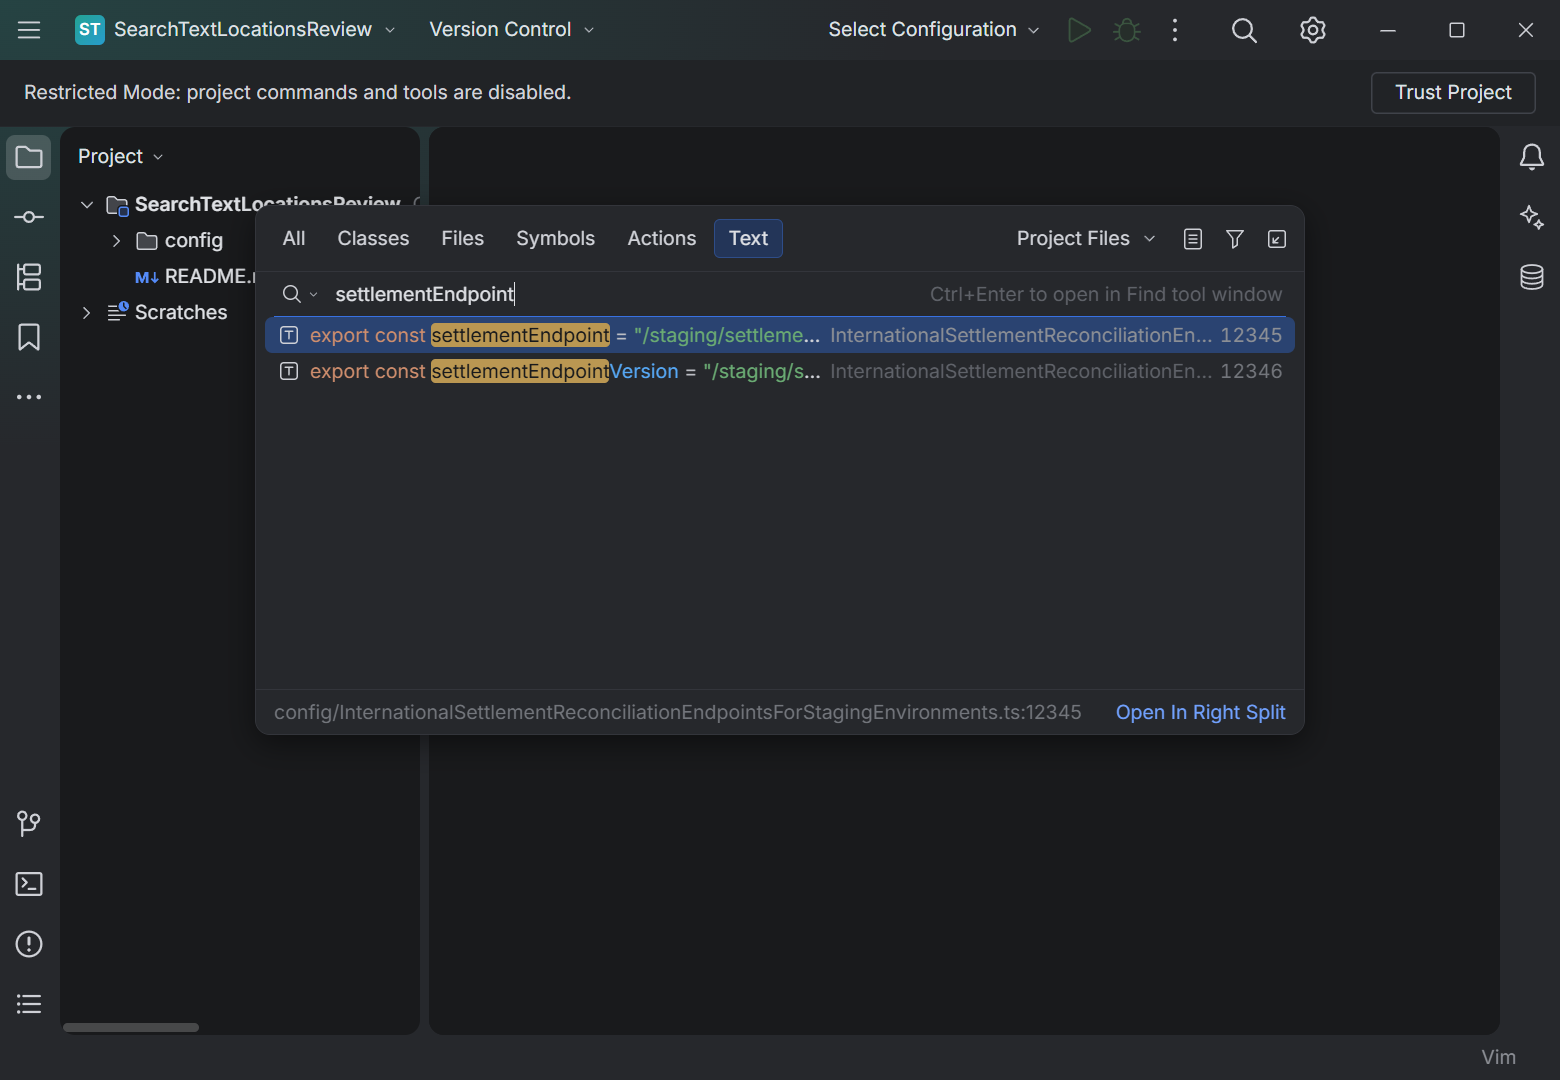 ST SearchTextLocationsReview Version Control Select Configuration
Restricted Mode: project commands and tools are disabled. Trust Project
Project
SearchTextLocationsReview
config
README.
Scratches
All Classes Files Symbols Actions Text Project Files
settlementEndpoint Ctrl+Enter to open in Find tool window
export const settlementEndpoint = "/staging/settleme... InternationalSettlementReconciliationEn... 12345
export const settlementEndpointVersion = "/staging/s... InternationalSettlementReconciliationEn... 12346
config/InternationalSettlementReconciliationEndpointsForStagingEnvironments.ts:12345 Open In Right Split
Vim